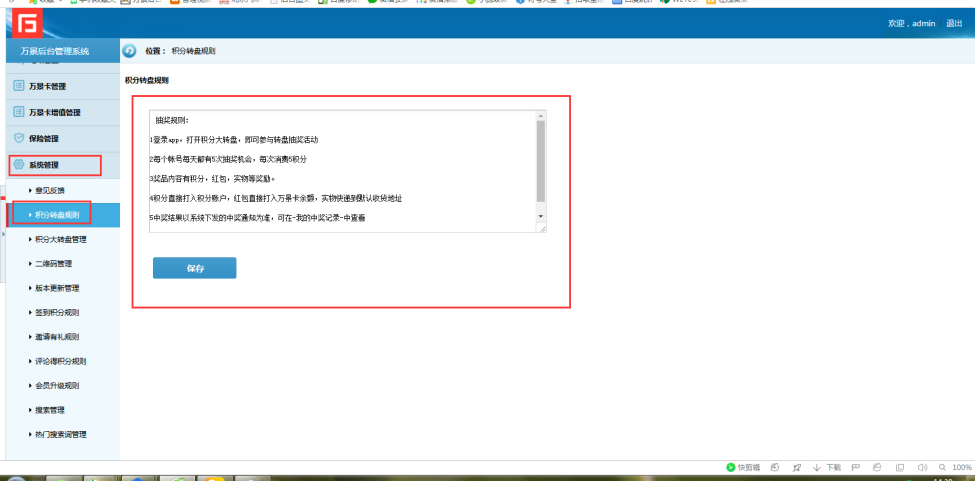 欢迎，admin 退出
万景后台管理系统
位置： 积分转盘规则
万景卡管理
万景卡增值管理
保险管理
系统管理
意见反馈
积分转盘规则
积分大转盘管理
二维码管理
版本更新管理
签到积分规则
邀请有礼规则
评论得积分规则
会员升级规则
搜索管理
热门搜索词管理
积分转盘规则
抽奖规则:
1登录app，打开积分大转盘，即可参与转盘抽奖活动
2每个帐号每天都有5次抽奖机会，每次消费5积分
3奖品内容有积分，红包，实物等奖励。
4积分直接打入积分账户，红包直接打入万景卡余额，实物快递到默认收货地址
5中奖结果以系统下发的中奖通知为准，可在-我的中奖记录-中查看
保存
快剪辑 下载 100%